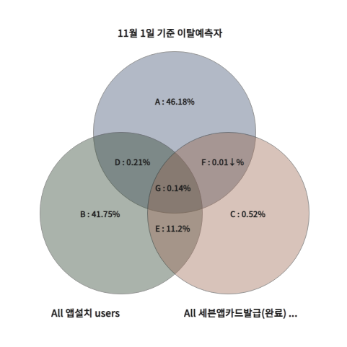 11월 1일 기준 이탈예측자
A : 46.18%
D : 0.21%
F : 0.01↓%
G : 0.14%
B : 41.75%
C : 0.52%
E : 11.2%
All 앱설치 users
All 세븐앱카드발급(완료) ...